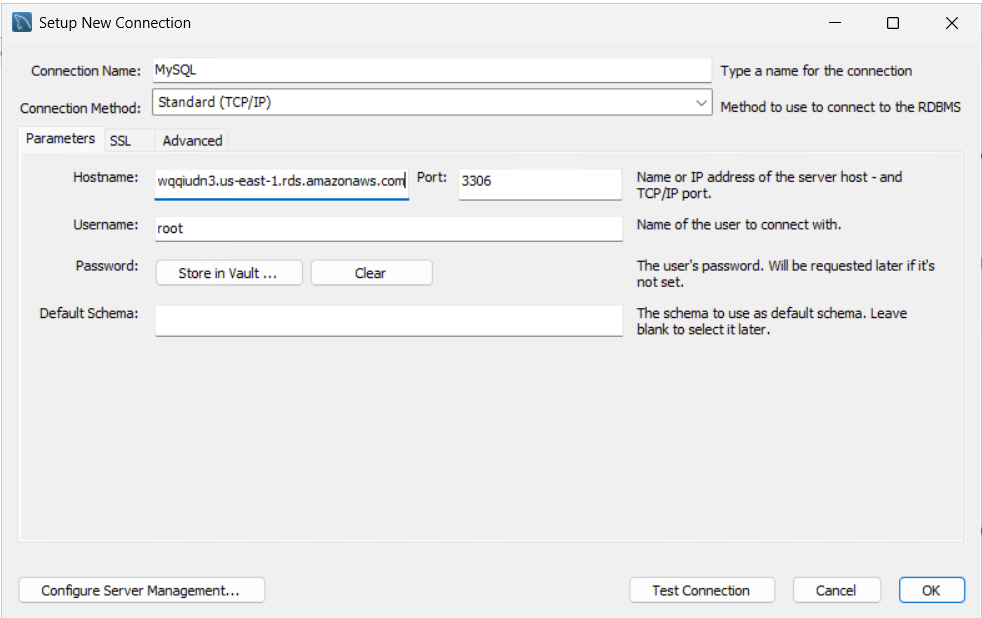 Setup New Connection
Connection Name: MySQL Type a name for the connection
Connection Method: Standard (TCP/IP) Method to use to connect to the RDBMS
Parameters SSL Advanced
Hostname: wqqiudn3.us-east-1.rds.amazonaws.com Port: 3306 Name or IP address of the server host - and
TCP/IP port.
Username: root Name of the user to connect with.
Password: Store in Vault ... Clear The user's password. Will be requested later if it's
not set.
Default Schema: The schema to use as default schema. Leave
blank to select it later.
Configure Server Management... Test Connection Cancel OK